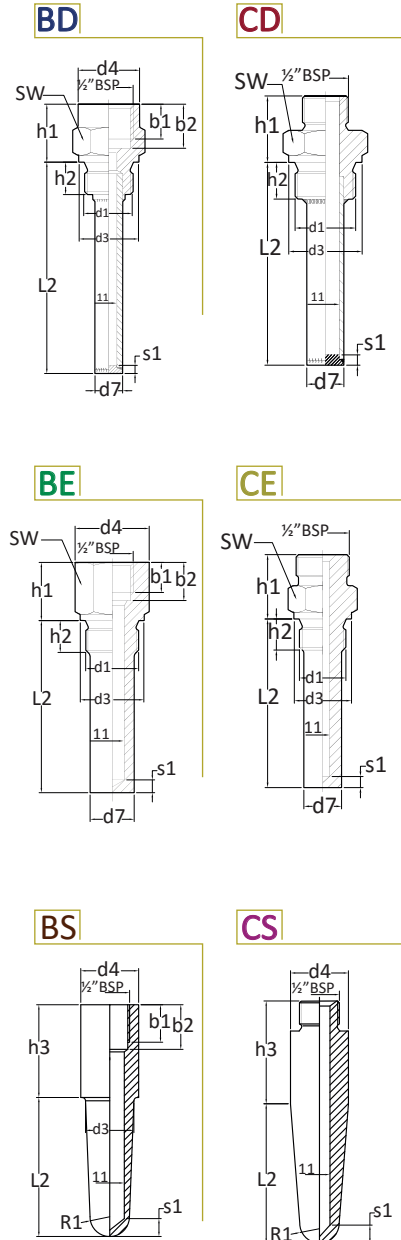 BD
d4
½”BSP
SW
b1
b2
h1
h2
d1
d3
L2
11
s1
d7
CD
½”BSP
SW
h1
h2
d1
d3
L2
11
s1
d7
BE
d4
SW
½”BSP
b1
b2
h1
h2
d1
d3
L2
11
s1
d7
CE
½”BSP
SW
h1
h2
d1
d3
L2
11
s1
d7
BS
d4
½”BSP
b1
b2
h3
d3
L2
11
s1
R1
CS
d4
½”BSP
h3
L2
11
s1
R1